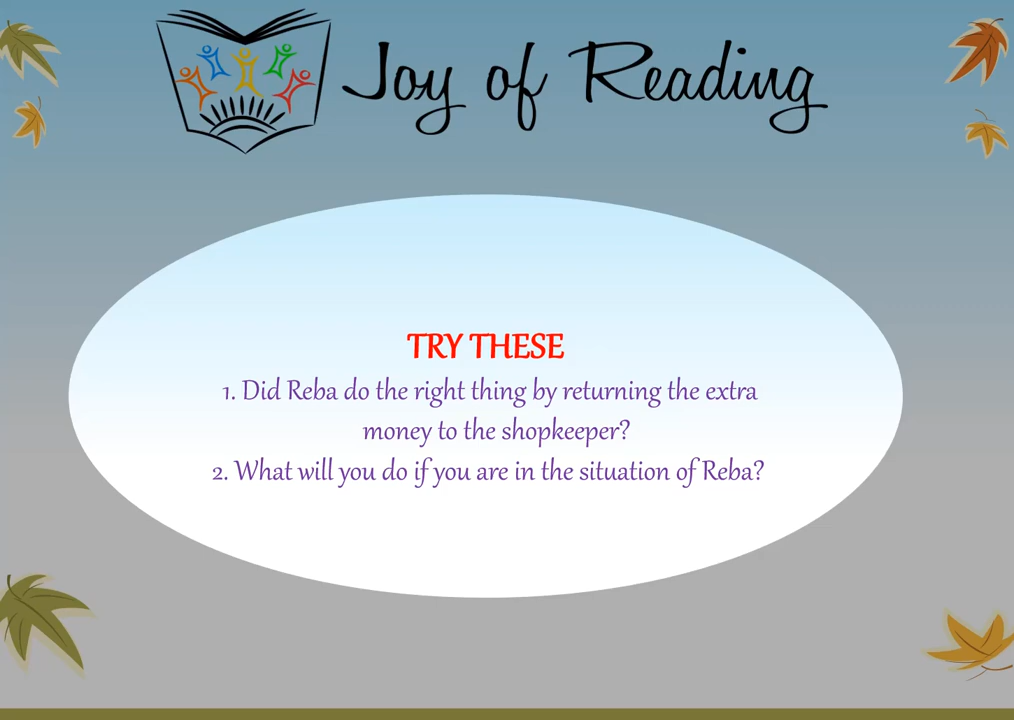 Joy of Reading
TRY THESE
1. Did Reba do the right thing by returning the extra
money to the shopkeeper?
2. What will you do if you are in the situation of Reba?